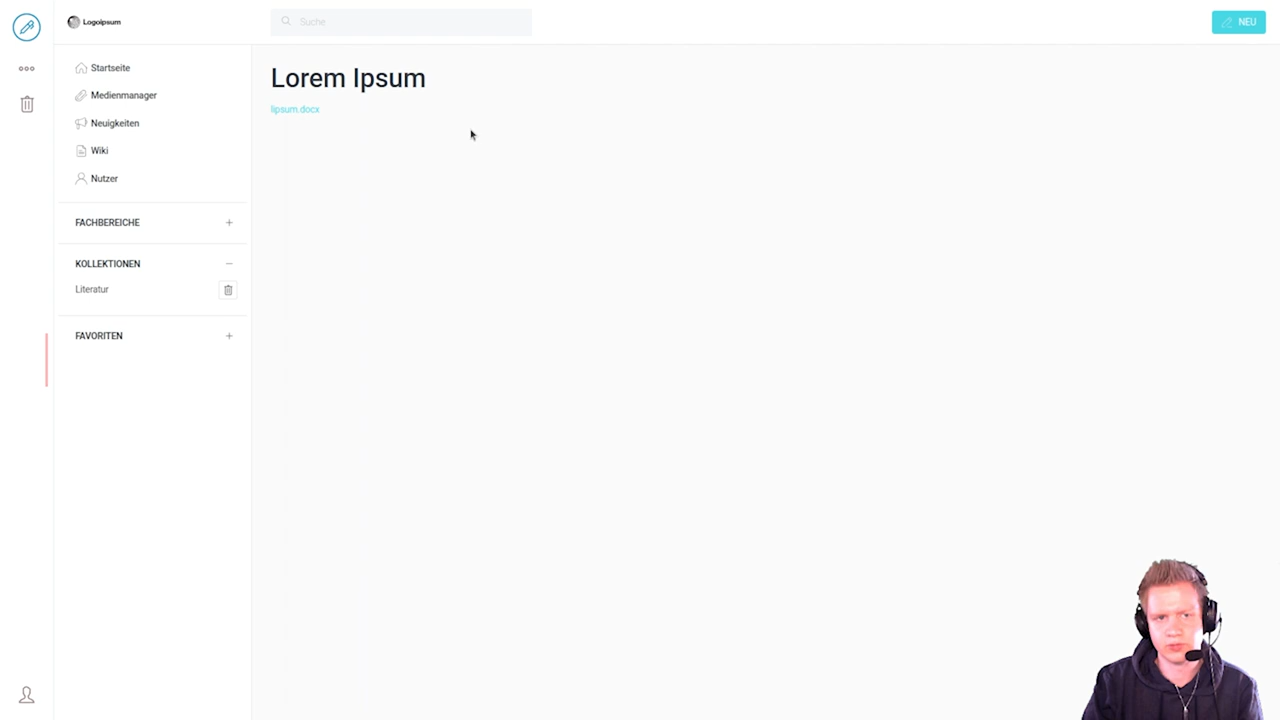 Logoipsum
Suche
NEU
Startseite
Medienmanager
Neuigkeiten
Wiki
Nutzer
FACHBEREICHE
KOLLEKTIONEN
Literatur
FAVORITEN
Lorem Ipsum
lipsum.docx